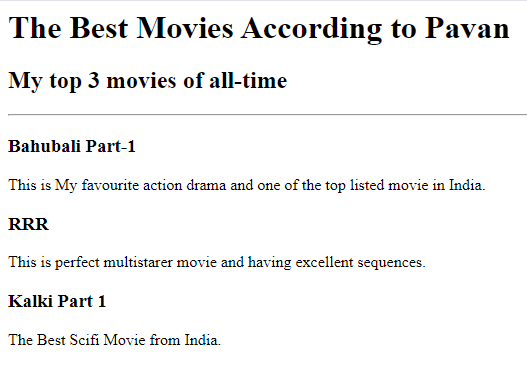 The Best Movies According to Pavan
My top 3 movies of all-time
Bahubali Part-1
This is My favourite action drama and one of the top listed movie in India.
RRR
This is perfect multistarer movie and having excellent sequences.
Kalki Part 1
The Best Scifi Movie from India.